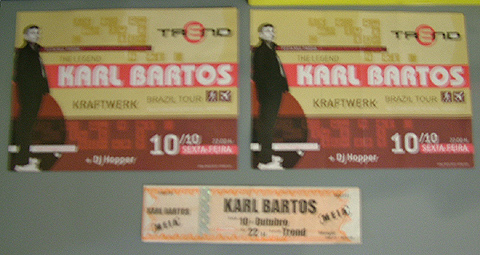 TREND
THE LEGEND
KARL BARTOS
KRAFTWERK BRAZIL TOUR
10/10
SEXTA-FEIRA
Dj Hopper
TREND
THE LEGEND
KARL BARTOS
KRAFTWERK BRAZIL TOUR
10/10
SEXTA-FEIRA
Dj Hopper
KARL BARTOS
MEIA
KARL BARTOS
10 Outubro
22
Trend
MEIA